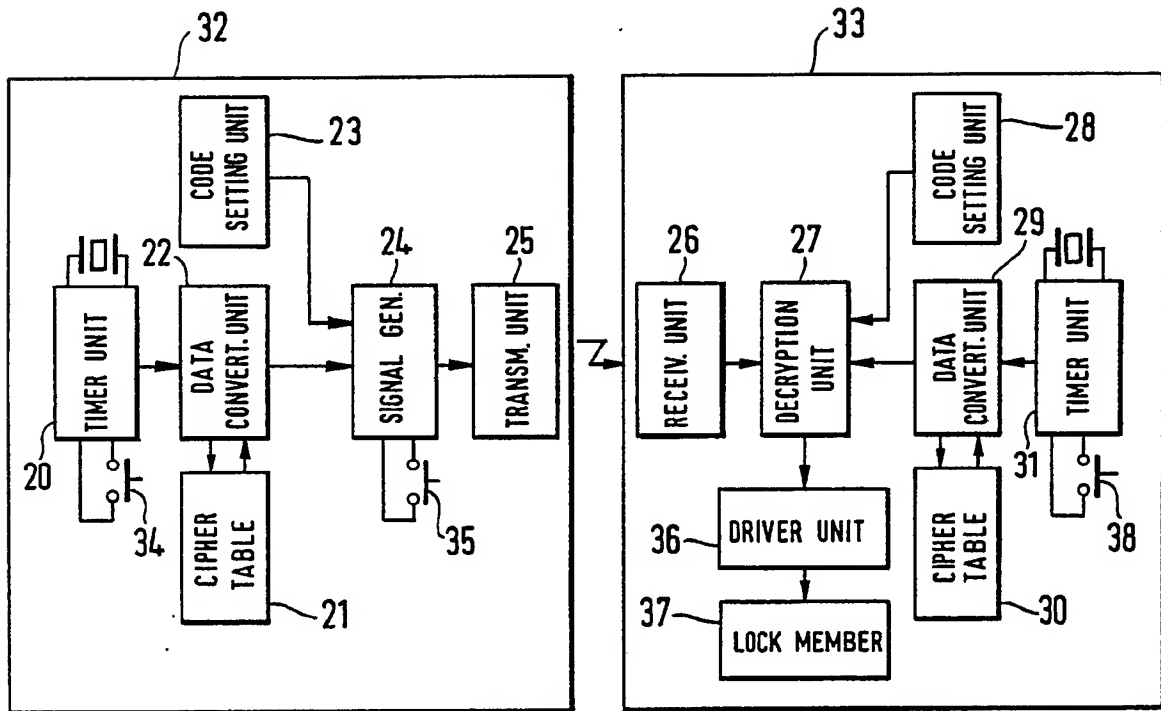 32
33
CODE
SETTING UNIT
23
CODE
SETTING UNIT
28
22
24
25
26
27
29
TIMER UNIT
DATA
CONVERT. UNIT
SIGNAL GEN.
TRANSM. UNIT
RECEIV. UNIT
DECRYPTION
UNIT
DATA
CONVERT. UNIT
TIMER UNIT
20
31
34
35
38
CIPHER
TABLE
21
36
DRIVER UNIT
CIPHER
TABLE
30
37
LOCK MEMBER